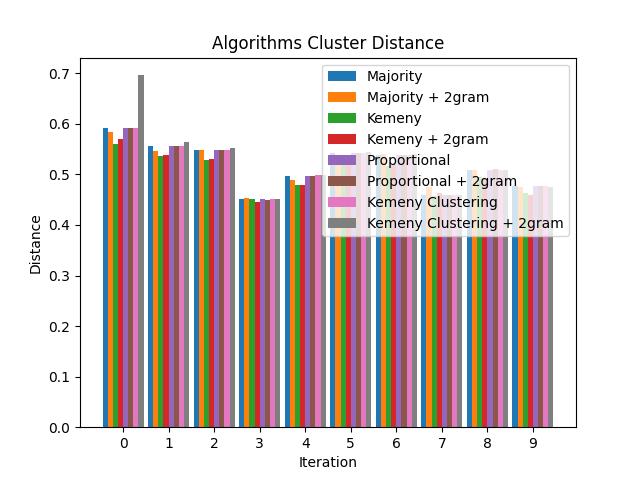 Algorithms Cluster Distance
0.7
0.6
0.5
0.4
0.3
0.2
0.1
0.0
Distance
Majority
Majority + 2gram
Kemeny
Kemeny + 2gram
Proportional
Proportional + 2gram
Kemeny Clustering
Kemeny Clustering + 2gram
0 1 2 3 4 5 6 7 8 9
Iteration